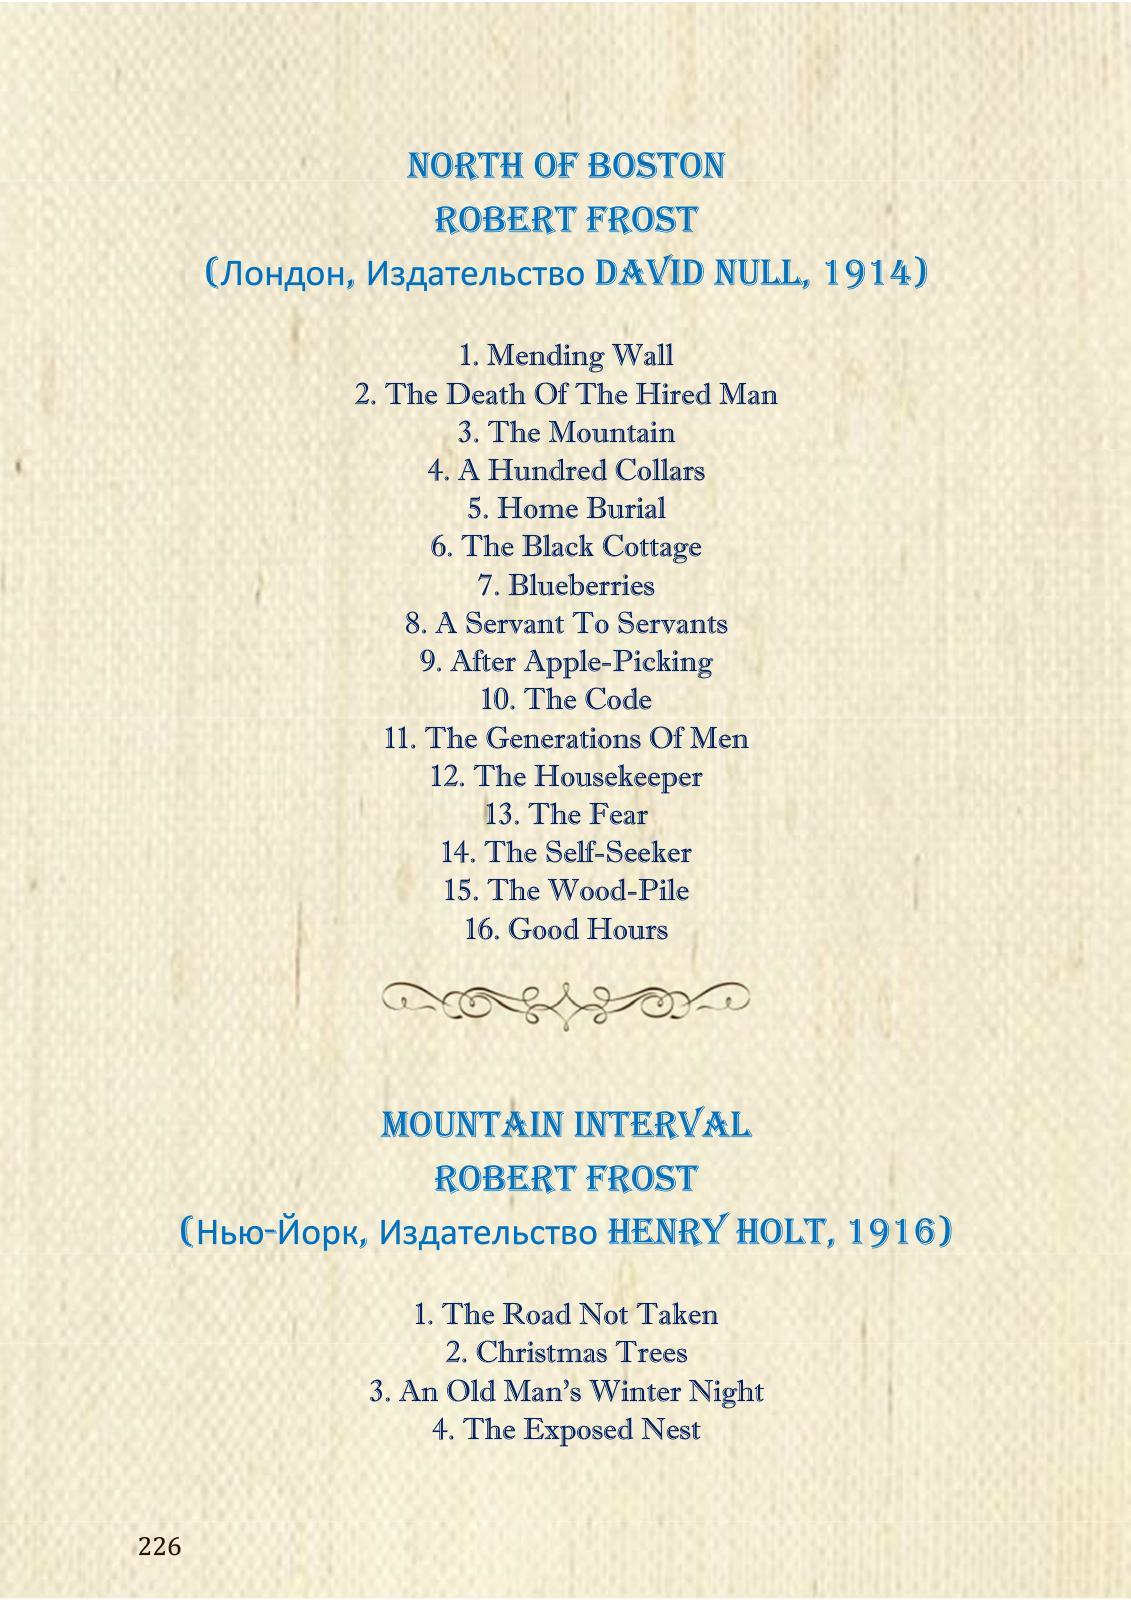 NORTH OF BOSTON
ROBERT FROST
(Лондон, Издательство DAVID NULL, 1914)
1. Mending Wall
2. The Death Of The Hired Man
3. The Mountain
4. A Hundred Collars
5. Home Burial
6. The Black Cottage
7. Blueberries
8. A Servant To Servants
9. After Apple-Picking
10. The Code
11. The Generations Of Men
12. The Housekeeper
13. The Fear
14. The Self-Seeker
15. The Wood-Pile
16. Good Hours
MOUNTAIN INTERVAL
ROBERT FROST
(Нью-Йорк, Издательство HENRY HOLT, 1916)
1. The Road Not Taken
2. Christmas Trees
3. An Old Man’s Winter Night
4. The Exposed Nest
226